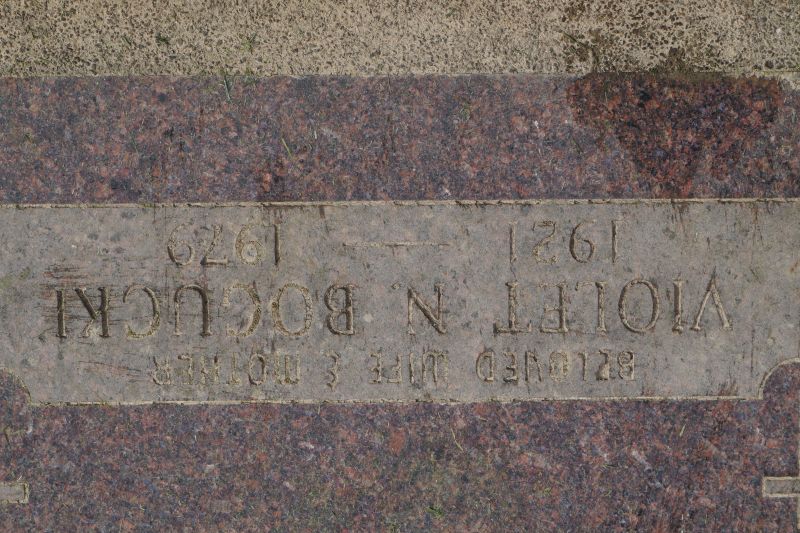 BELOVED WIFE & MOTHER
VIOLET N. BOGUCKI
1921 — 1979